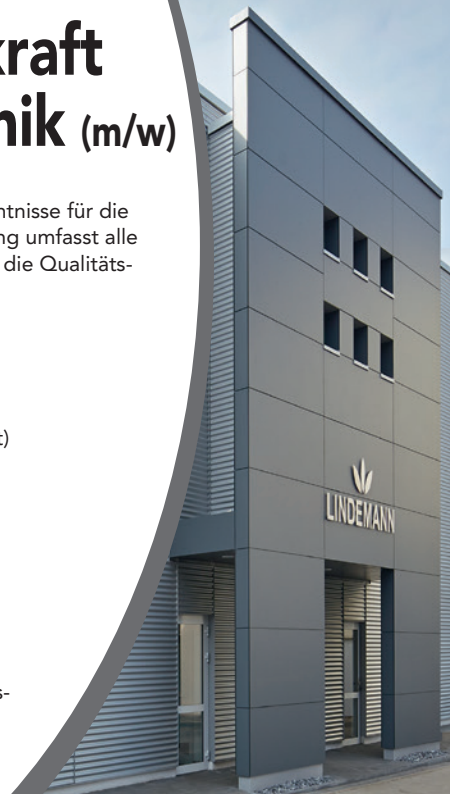 kraft
nik (m/w)
ntnisse für die
ng umfasst alle
die Qualitäts-
t)
s-
LINDEMANN